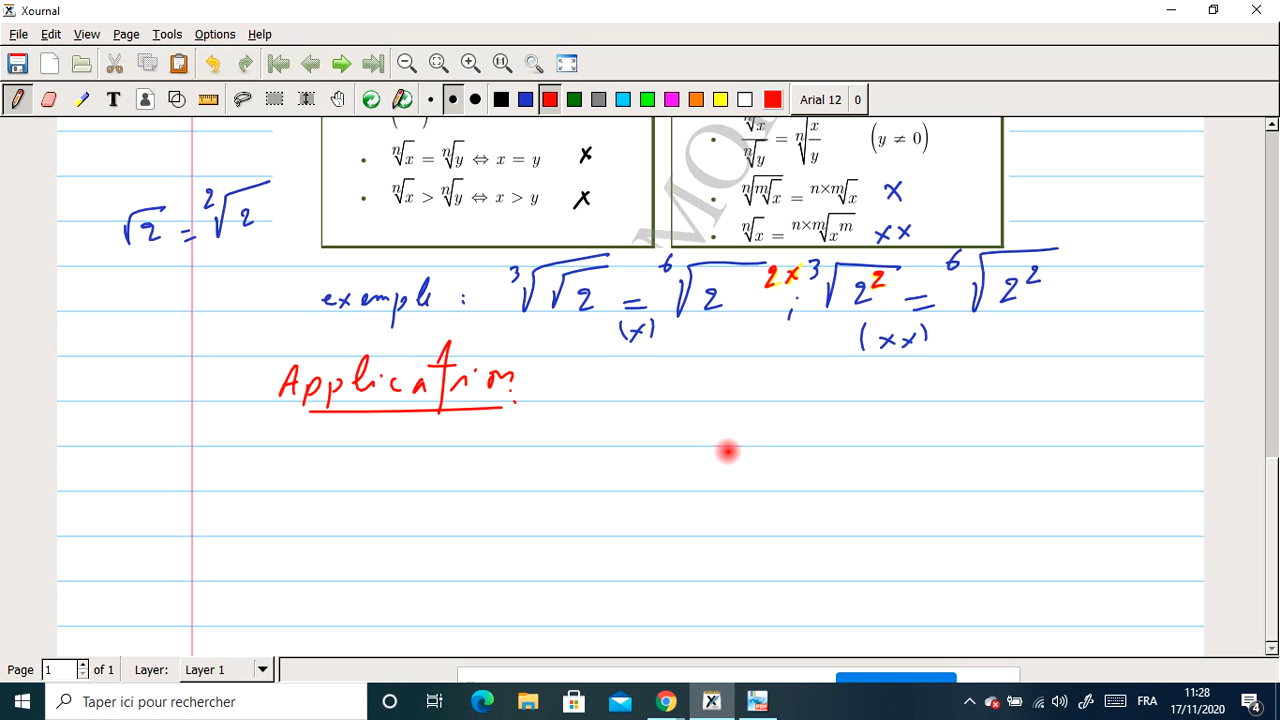 Xournal
File Edit View Page Tools Options Help
Arial 12 0
( )
• ⁿ√x = ⁿ√y ⇔ x = y ×
• ⁿ√x > ⁿ√y ⇔ x > y ×
• ⁿ√x / ⁿ√y = ⁿ√(x/y) (y ≠ 0)
• ⁿ√(ᵐ√x) = ⁿˣᵐ√x ×
• ⁿ√x = ⁿˣᵐ√(xᵐ) ××
MO
√2 = ²√2
exemple : ³√(√2) = ⁶√2 ; ²ˣ³√(2²) = ⁶√(2²)
(×) (××)
Application
Page 1 of 1 Layer: Layer 1
Taper ici pour rechercher
FRA
11:28
17/11/2020
4